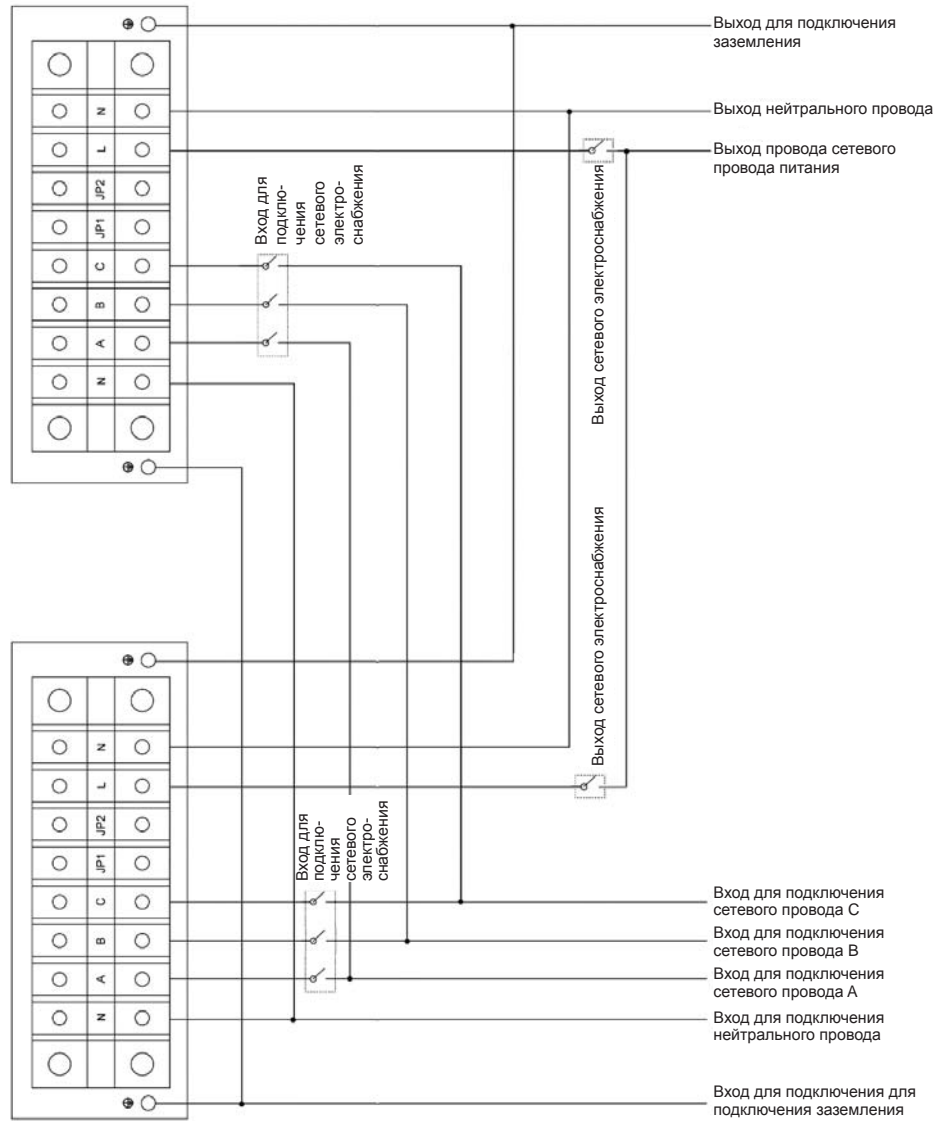 Выход для подключения
заземления
N
Выход нейтрального провода
L
Выход провода сетевого
провода питания
JP2
JP1
C
B
A
N
Вход для
подклю-
чения
сетевого
электро-
снабжения
Выход сетевого электроснабжения
Выход сетевого электроснабжения
N
L
JP2
JP1
C
B
A
N
Вход для
подклю-
чения
сетевого
электро-
снабжения
Вход для подключения
сетевого провода C
Вход для подключения
сетевого провода B
Вход для подключения
сетевого провода A
Вход для подключения
нейтрального провода
Вход для подключения для
подключения заземления